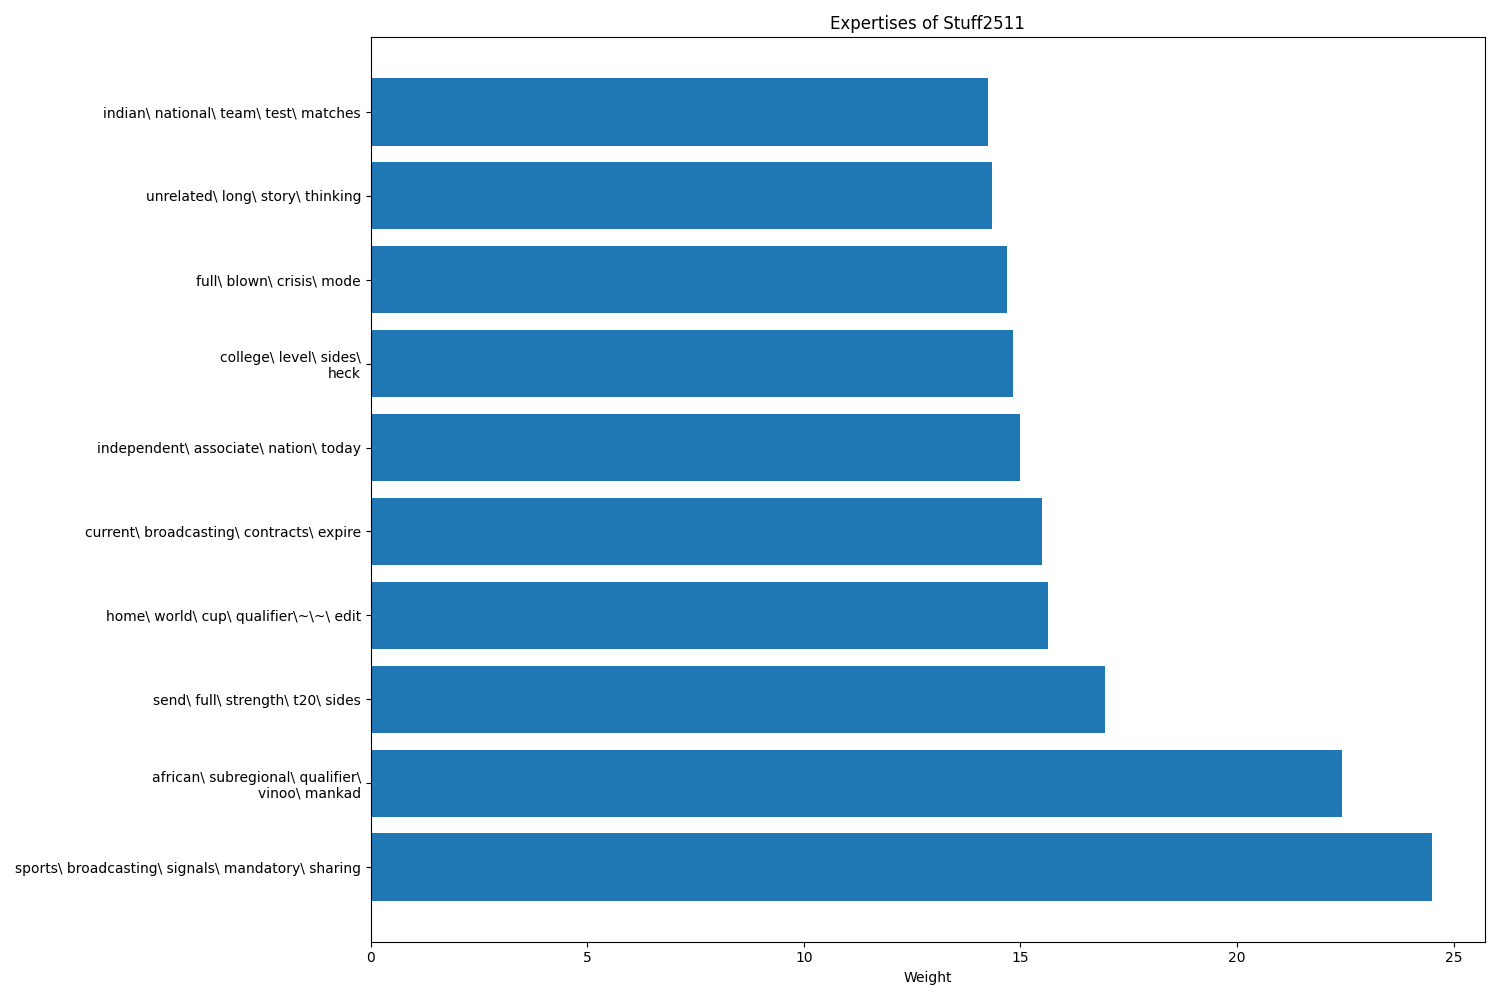 Expertises of Stuff2511
indian\ national\ team\ test\ matches
unrelated\ long\ story\ thinking
full\ blown\ crisis\ mode
college\ level\ sides\
heck
independent\ associate\ nation\ today
current\ broadcasting\ contracts\ expire
home\ world\ cup\ qualifier\~\~\ edit
send\ full\ strength\ t20\ sides
african\ subregional\ qualifier\
vinoo\ mankad
sports\ broadcasting\ signals\ mandatory\ sharing
0 5 10 15 20 25
Weight